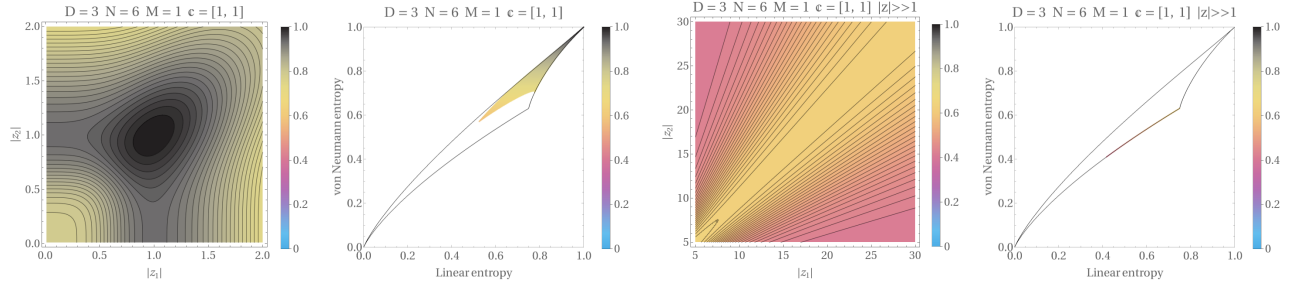 D = 3 N = 6 M = 1 𝐜 = [1, 1]
|z₂|
2.0
1.5
1.0
0.5
0.0
0.0 0.5 1.0 1.5 2.0
|z₁|
1.0
0.8
0.6
0.4
0.2
0
D = 3 N = 6 M = 1 𝐜 = [1, 1]
von Neumann entropy
1.0
0.8
0.6
0.4
0.2
0.0
0.0 0.2 0.4 0.6 0.8 1.0
Linear entropy
1.0
0.8
0.6
0.4
0.2
0
D = 3 N = 6 M = 1 𝐜 = [1, 1] |z|>>1
|z₂|
30
25
20
15
10
5
5 10 15 20 25 30
|z₁|
1.0
0.8
0.6
0.4
0.2
0
D = 3 N = 6 M = 1 𝐜 = [1, 1] |z|>>1
von Neumann entropy
1.0
0.8
0.6
0.4
0.2
0.0
0.0 0.2 0.4 0.6 0.8 1.0
Linear entropy
1.0
0.8
0.6
0.4
0.2
0